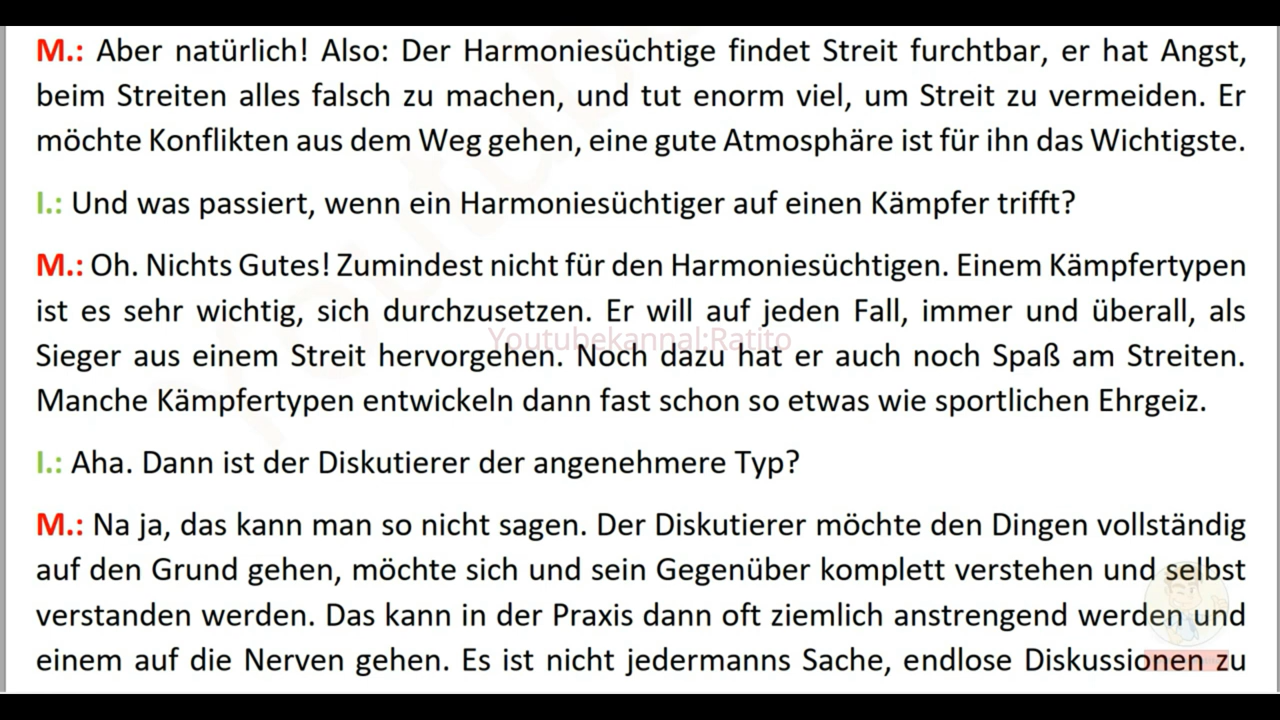 M.: Aber natürlich! Also: Der Harmoniesüchtige findet Streit furchtbar, er hat Angst,
beim Streiten alles falsch zu machen, und tut enorm viel, um Streit zu vermeiden. Er
möchte Konflikten aus dem Weg gehen, eine gute Atmosphäre ist für ihn das Wichtigste.
I.: Und was passiert, wenn ein Harmoniesüchtiger auf einen Kämpfer trifft?
M.: Oh. Nichts Gutes! Zumindest nicht für den Harmoniesüchtigen. Einem Kämpfertypen
ist es sehr wichtig, sich durchzusetzen. Er will auf jeden Fall, immer und überall, als
Youtubekannal:Ratito
Sieger aus einem Streit hervorgehen. Noch dazu hat er auch noch Spaß am Streiten.
Manche Kämpfertypen entwickeln dann fast schon so etwas wie sportlichen Ehrgeiz.
I.: Aha. Dann ist der Diskutierer der angenehmere Typ?
M.: Na ja, das kann man so nicht sagen. Der Diskutierer möchte den Dingen vollständig
auf den Grund gehen, möchte sich und sein Gegenüber komplett verstehen und selbst
verstanden werden. Das kann in der Praxis dann oft ziemlich anstrengend werden und
einem auf die Nerven gehen. Es ist nicht jedermanns Sache, endlose Diskussionen zu